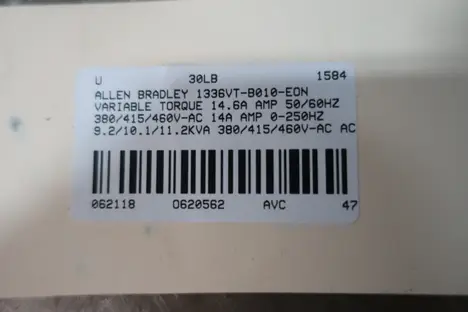 U 30LB 1584
ALLEN BRADLEY 1336VT-B010-EON
VARIABLE TORQUE 14.6A AMP 50/60HZ
380/415/460V-AC 14A AMP 0-250HZ
9.2/10.1/11.2KVA 380/415/460V-AC AC
062118 0620562 AVC 47